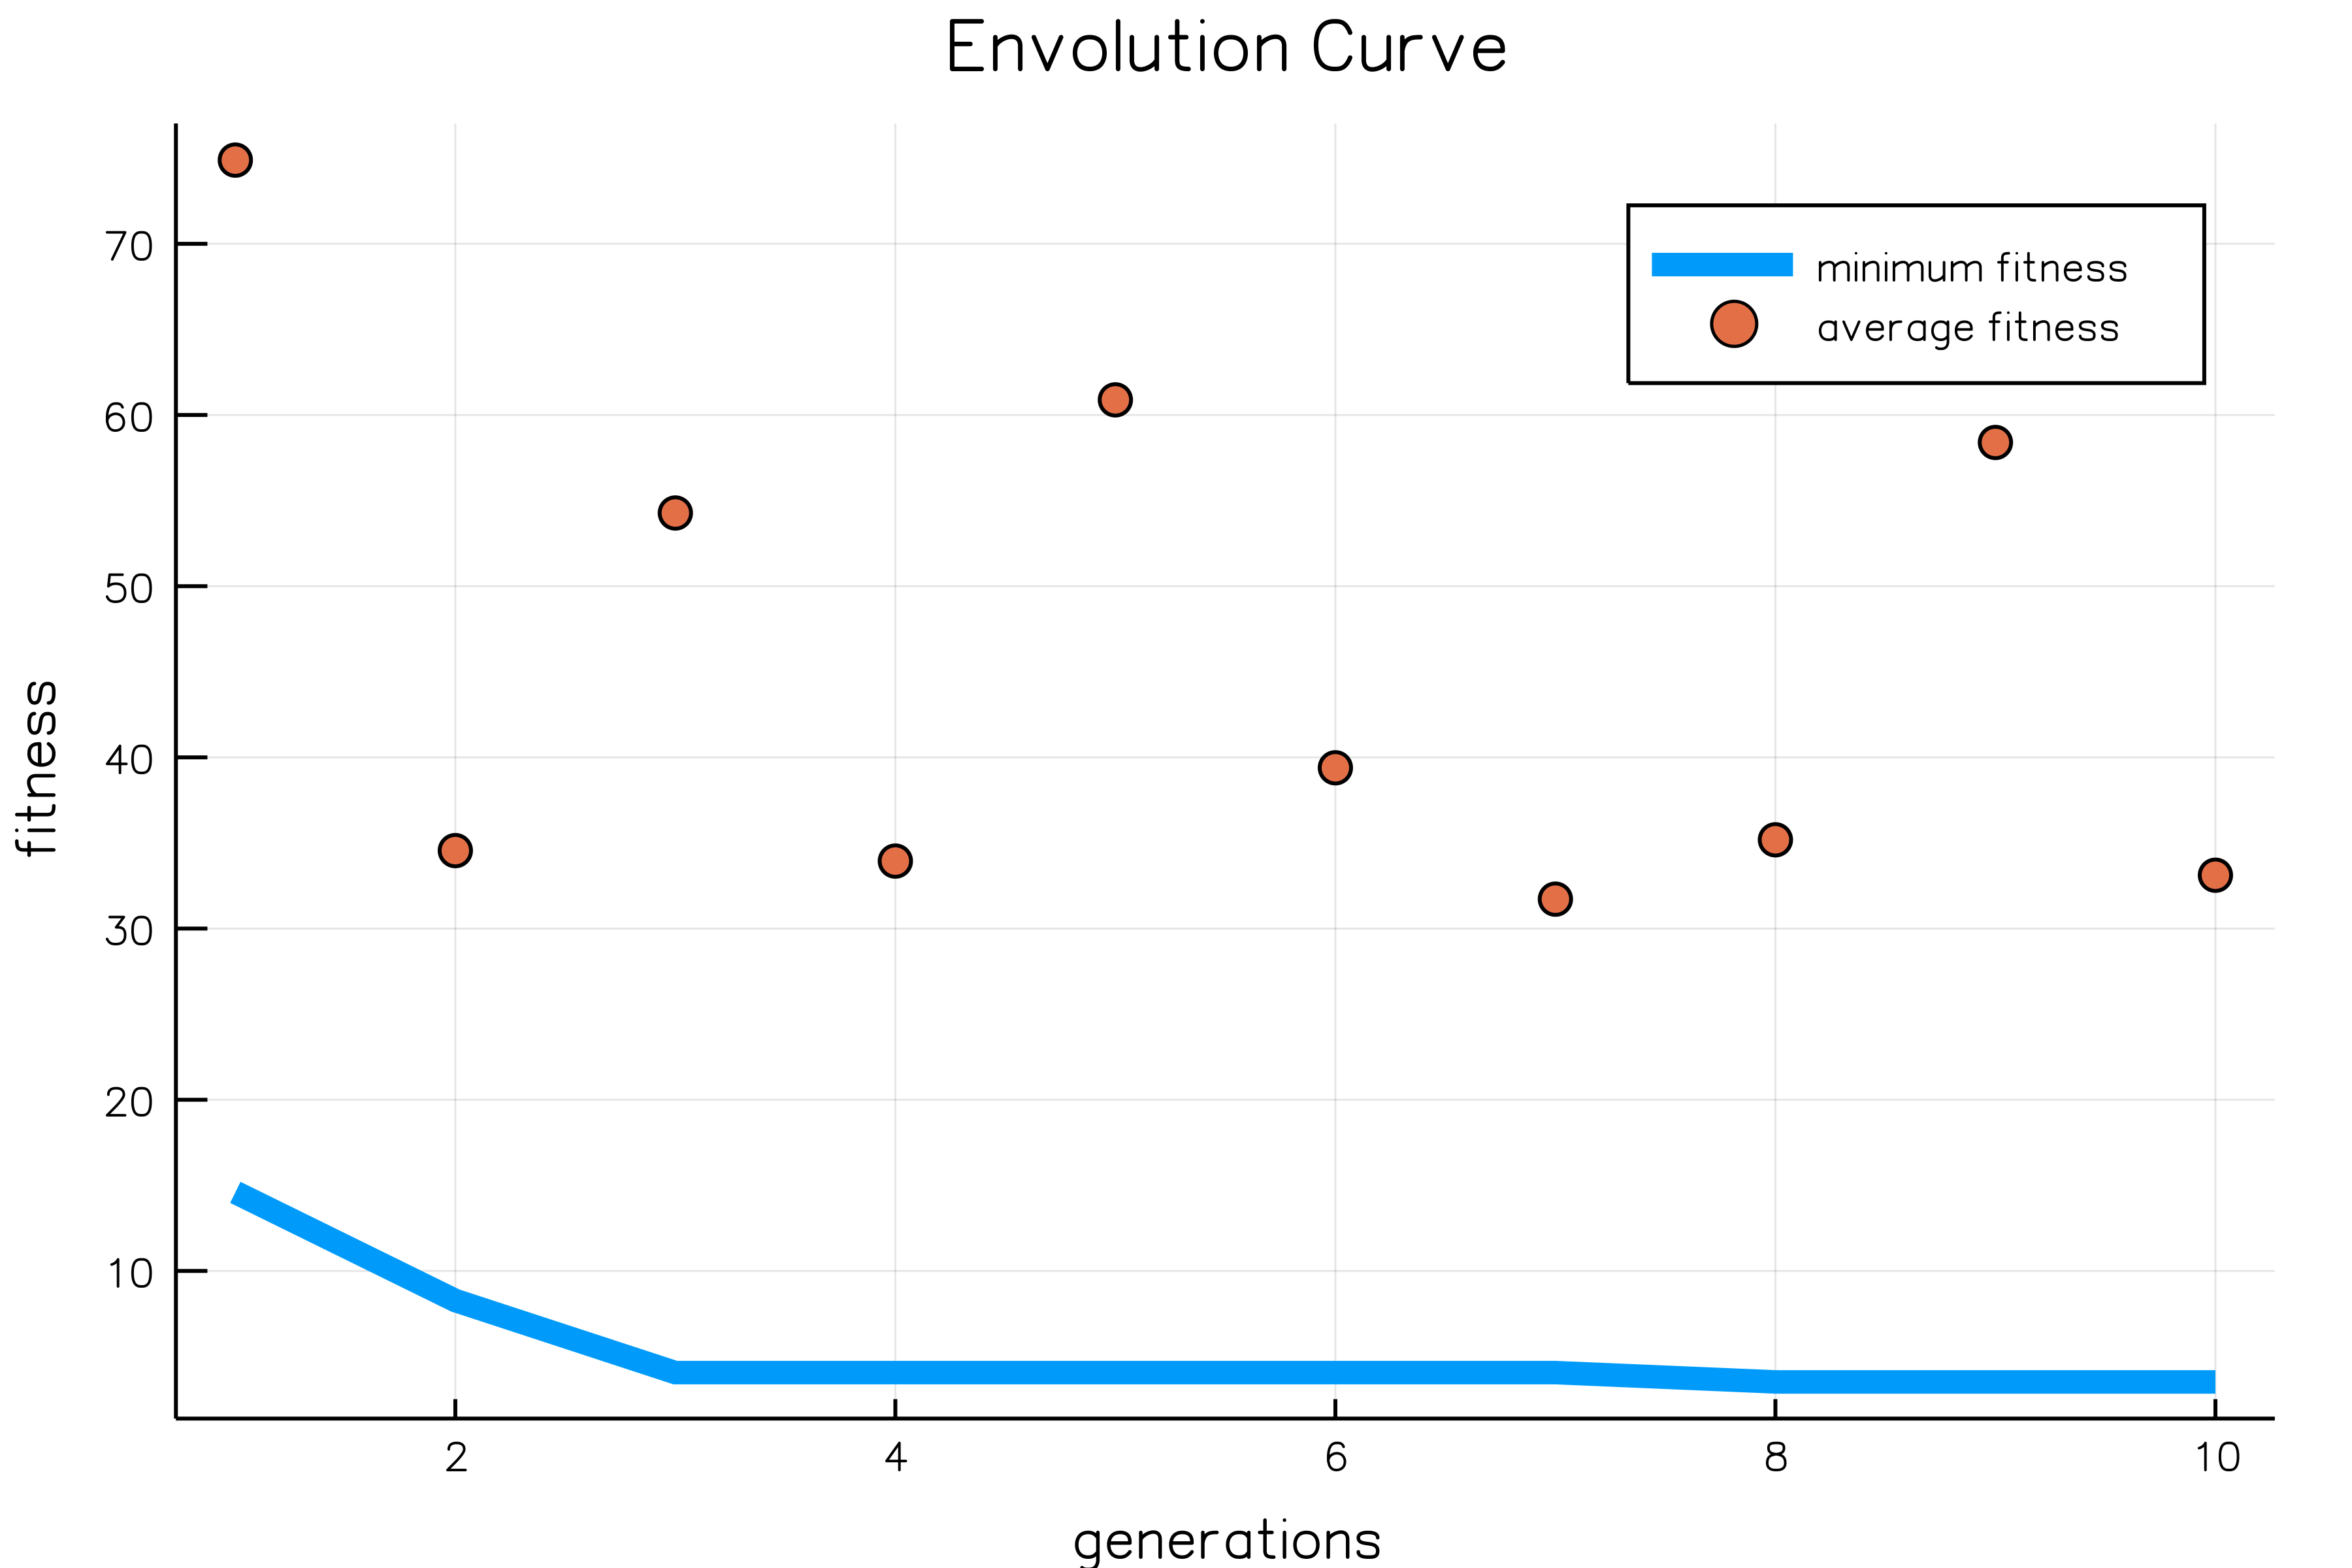 Envolution Curve
70
60
50
40
30
20
10
fitness
minimum fitness
average fitness
2 4 6 8 10
generations